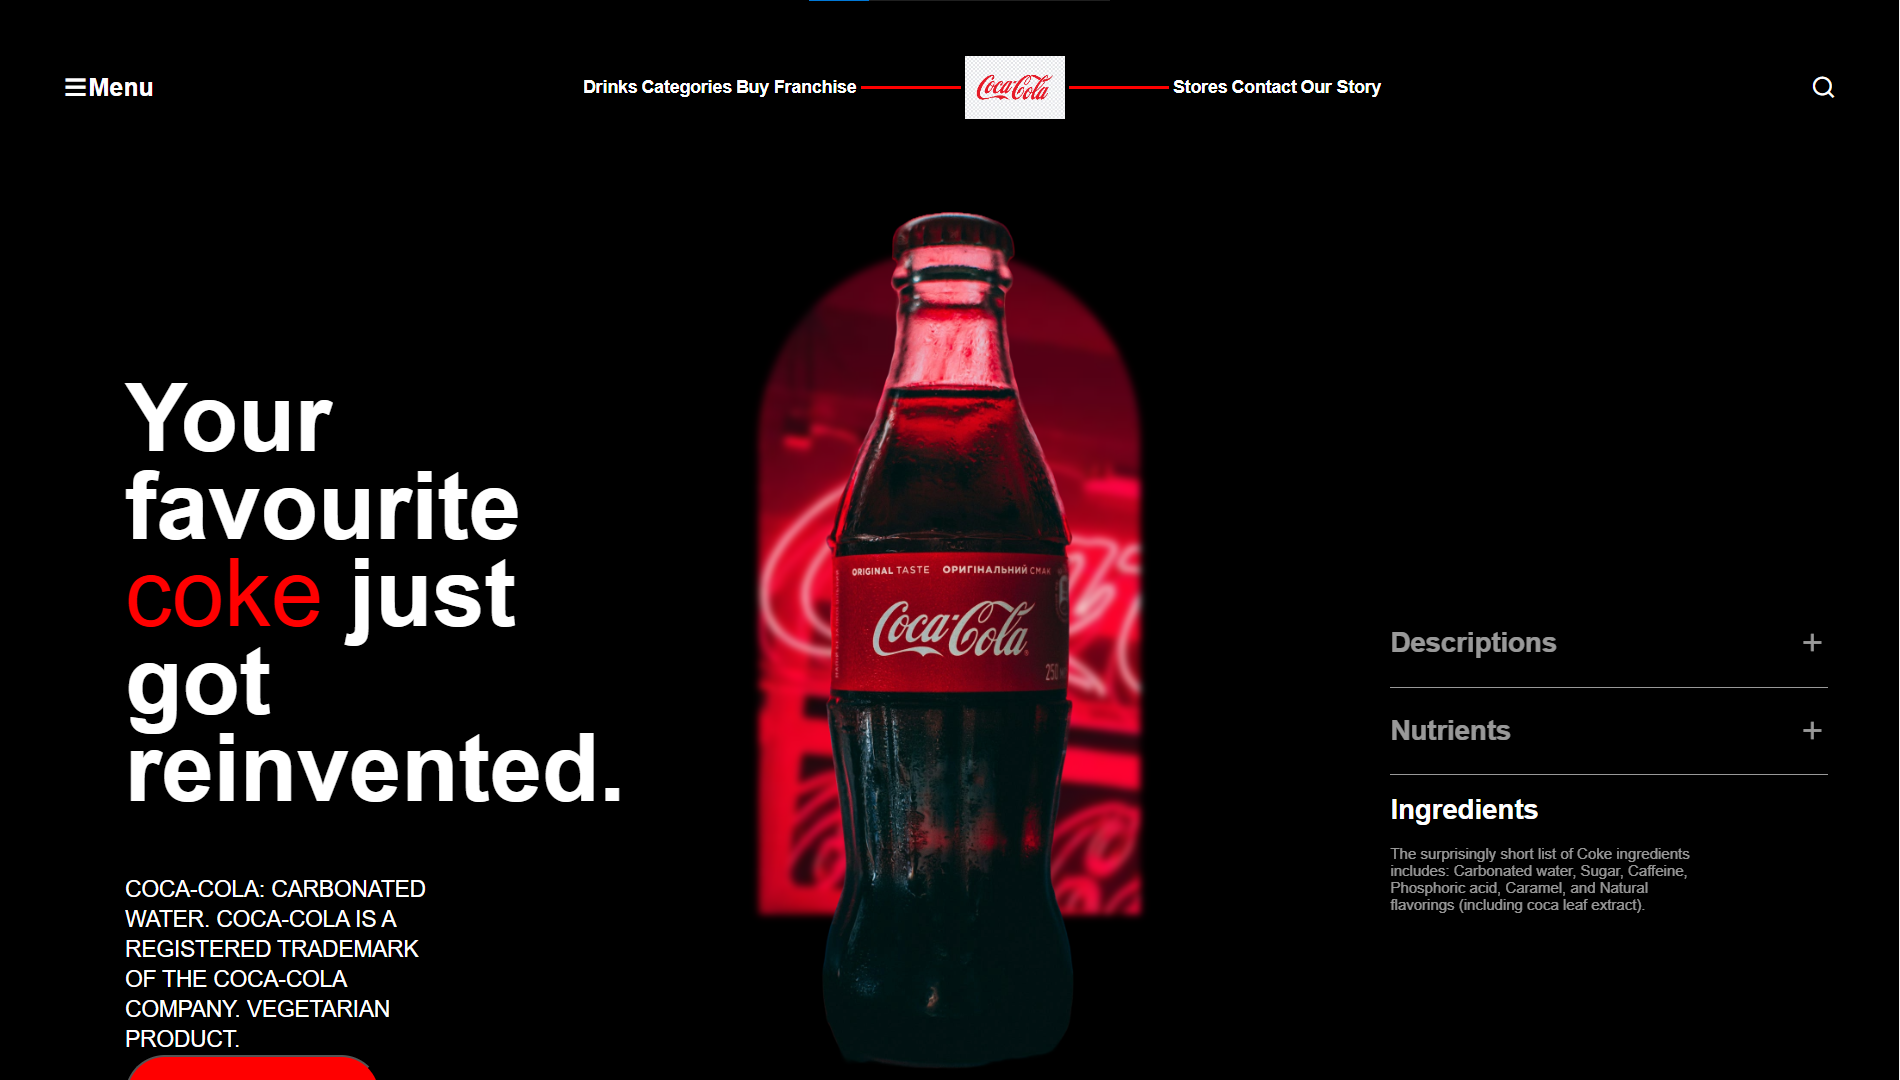 Menu
Drinks Categories Buy Franchise
Coca-Cola
Stores Contact Our Story
Your
favourite
coke just
got
reinvented.
ORIGINAL TASTE ОРИГІНАЛЬНИЙ СМАК
Coca-Cola
250
Descriptions
Nutrients
Ingredients
The surprisingly short list of Coke ingredients
includes: Carbonated water, Sugar, Caffeine,
Phosphoric acid, Caramel, and Natural
flavorings (including coca leaf extract).
COCA-COLA: CARBONATED
WATER. COCA-COLA IS A
REGISTERED TRADEMARK
OF THE COCA-COLA
COMPANY. VEGETARIAN
PRODUCT.